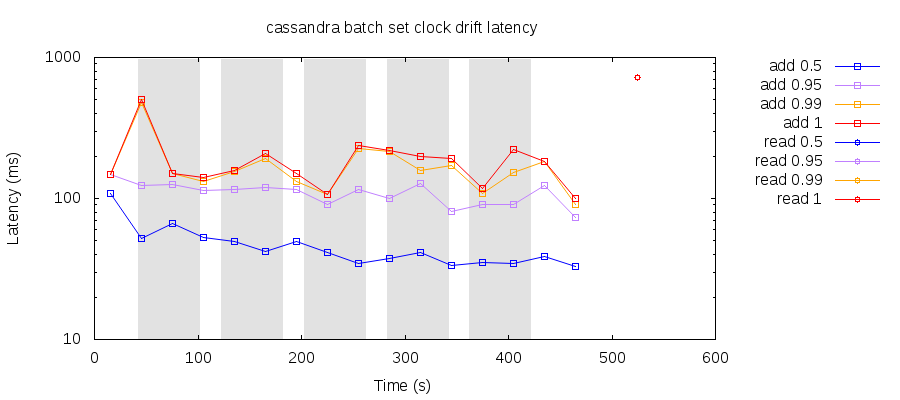 cassandra batch set clock drift latency
1000
100
10
Latency (ms)
0 100 200 300 400 500 600
Time (s)
add 0.5
add 0.95
add 0.99
add 1
read 0.5
read 0.95
read 0.99
read 1